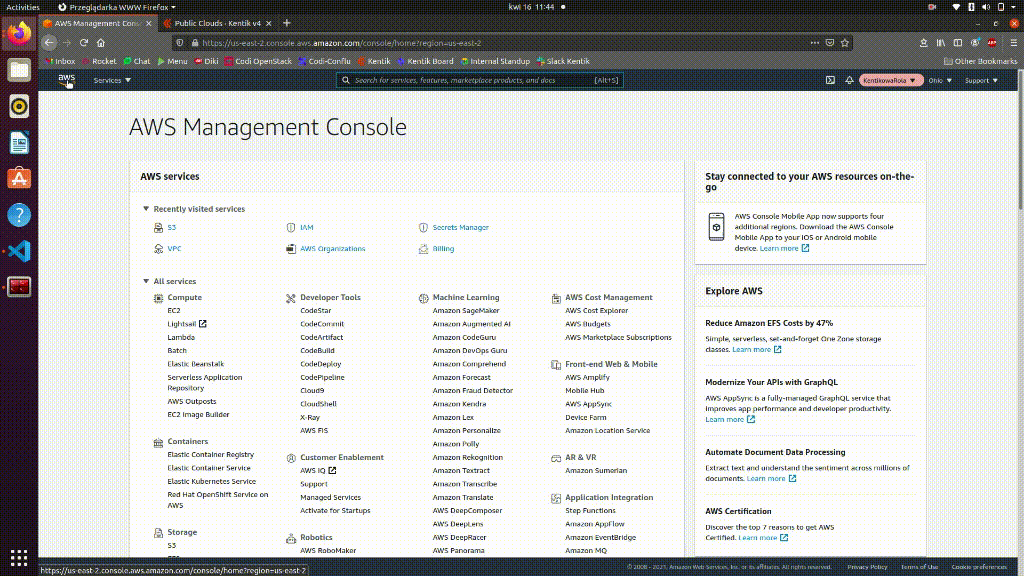 Activities
Przeglądarka WWW Firefox
kwi 16 11:44
AWS Management Cons
Public Clouds - Kentik v4
https://us-east-2.console.aws.amazon.com/console/home?region=us-east-2
Inbox Rocket Chat Menu Diki Codi OpenStack Codi-Conflu Kentik Kentik Board Internal Standup Slack Kentik Other Bookmarks
aws Services Search for services, features, marketplace products, and docs [Alt+S] KentikowaRola Ohio Support
AWS Management Console
AWS services
Recently visited services
S3 IAM Secrets Manager
VPC AWS Organizations Billing
All services
Compute
EC2
Lightsail
Lambda
Batch
Elastic Beanstalk
Serverless Application
Repository
AWS Outposts
EC2 Image Builder
Containers
Elastic Container Registry
Elastic Container Service
Elastic Kubernetes Service
Red Hat OpenShift Service on
AWS
Storage
S3
Developer Tools
CodeStar
CodeCommit
CodeArtifact
CodeBuild
CodeDeploy
CodePipeline
Cloud9
CloudShell
X-Ray
AWS FIS
Customer Enablement
AWS IQ
Support
Managed Services
Activate for Startups
Robotics
AWS RoboMaker
Machine Learning
Amazon SageMaker
Amazon Augmented AI
Amazon CodeGuru
Amazon DevOps Guru
Amazon Comprehend
Amazon Forecast
Amazon Fraud Detector
Amazon Kendra
Amazon Lex
Amazon Personalize
Amazon Polly
Amazon Rekognition
Amazon Textract
Amazon Transcribe
Amazon Translate
AWS DeepComposer
AWS DeepLens
AWS DeepRacer
AWS Panorama
AWS Cost Management
AWS Cost Explorer
AWS Budgets
AWS Marketplace Subscriptions
Front-end Web & Mobile
AWS Amplify
Mobile Hub
AWS AppSync
Device Farm
Amazon Location Service
AR & VR
Amazon Sumerian
Application Integration
Step Functions
Amazon AppFlow
Amazon EventBridge
Amazon MQ
Stay connected to your AWS resources on-the-
go
AWS Console Mobile App now supports four
additional regions. Download the AWS Console
Mobile App to your iOS or Android mobile
device. Learn more
Explore AWS
Reduce Amazon EFS Costs by 47%
Simple, serverless, set-and-forget One Zone storage
classes. Learn more
Modernize Your APIs with GraphQL
AWS AppSync is a fully-managed GraphQL service that
improves app performance and developer productivity.
Learn more
Automate Document Data Processing
Extract text and understand the sentiment across millions of
documents. Learn more
AWS Certification
Discover the top 7 reasons to get AWS
Certified. Learn more
https://us-east-2.console.aws.amazon.com/console/home?region=us-east-2
© 2008 - 2021, Amazon Web Services, Inc. or its affiliates. All rights reserved. Privacy Policy Terms of Use Cookie preferences